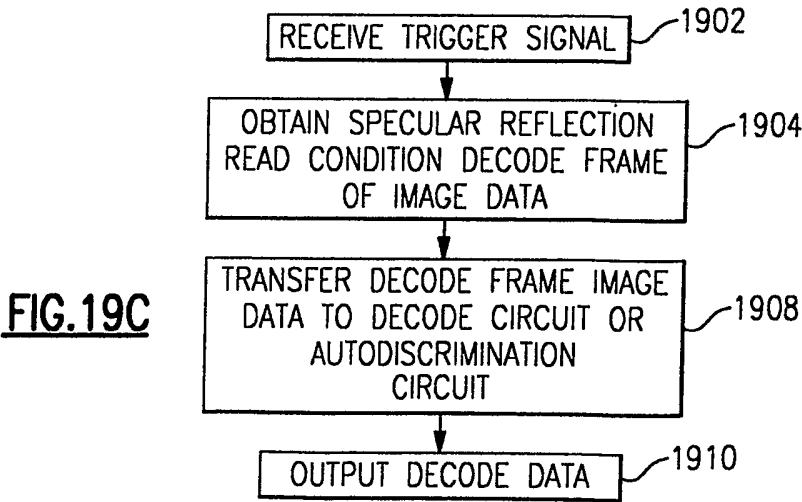 RECEIVE TRIGGER SIGNAL
1902
OBTAIN SPECULAR REFLECTION
READ CONDITION DECODE FRAME
OF IMAGE DATA
1904
TRANSFER DECODE FRAME IMAGE
DATA TO DECODE CIRCUIT OR
AUTODISCRIMINATION
CIRCUIT
1908
FIG.19C
OUTPUT DECODE DATA
1910